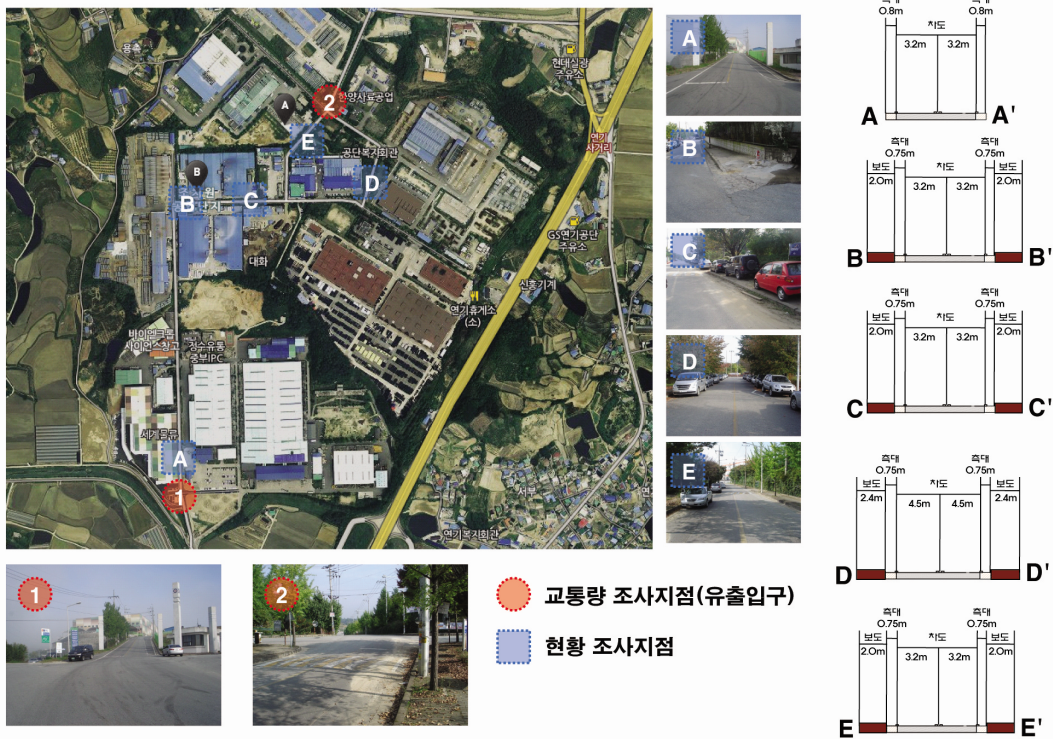 용촌
현대실광
주유소
2
한양사료공업
A
E
연기
사거리
공단복지회관
D
B
B
C
GS연기공단
주유소
대화
신흥기계
연기휴게소
(소)
바이엘크롭
사이언스창고
정수유통
중부IPC
세계물류
A
1
서부
연기복지회관
A
B
C
D
E
1
2
교통량 조사지점(유출입구)
현황 조사지점
0.8m
0.8m
차도
3.2m
3.2m
A
A'
측대
0.75m
측대
0.75m
보도
차도
보도
2.0m
3.2m
3.2m
2.0m
B
B'
측대
0.75m
측대
0.75m
보도
차도
보도
2.0m
3.2m
3.2m
2.0m
C
C'
측대
0.75m
측대
0.75m
보도
차도
보도
2.4m
4.5m
4.5m
2.4m
D
D'
측대
0.75m
측대
0.75m
보도
차도
보도
2.0m
3.2m
3.2m
2.0m
E
E'